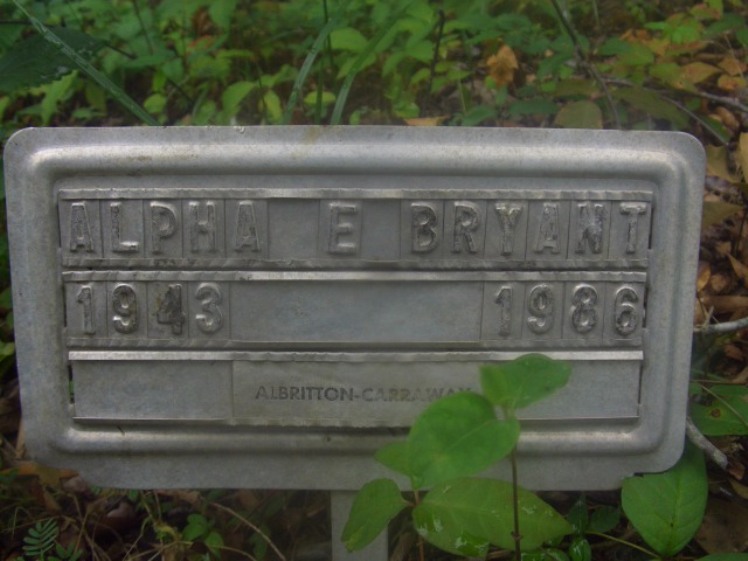 ALPHA E BRYANT
1943 1986
ALBRITTON-CARRAWAY